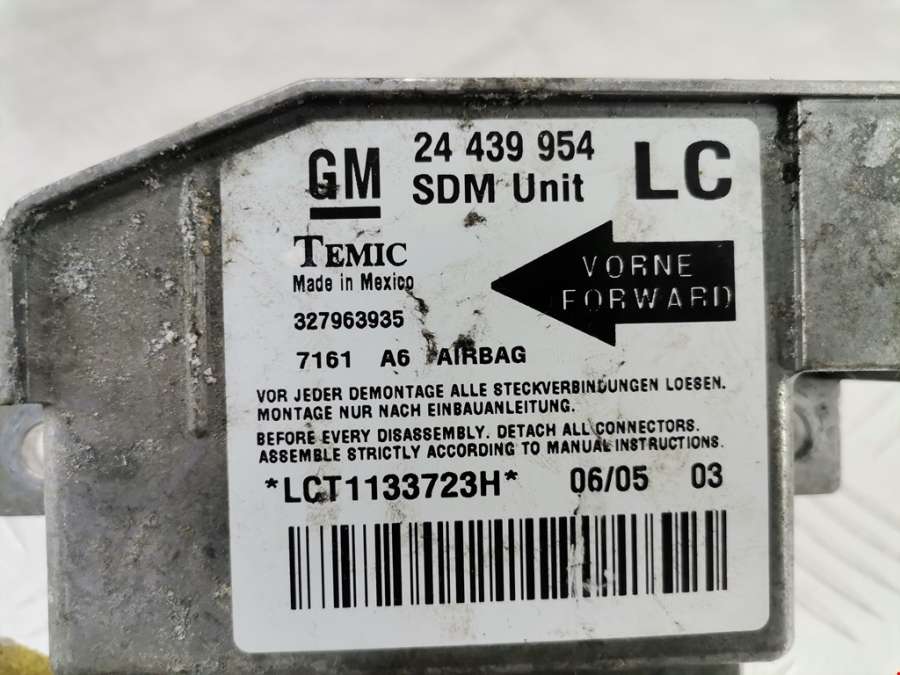 GM 24 439 954 LC
SDM Unit
TEMIC
Made in Mexico
VORNE
FORWARD
327963935
7161 A6 AIRBAG
VOR JEDER DEMONTAGE ALLE STECKVERBINDUNGEN LOESEN.
MONTAGE NUR NACH EINBAUANLEITUNG.
BEFORE EVERY DISASSEMBLY. DETACH ALL CONNECTORS.
ASSEMBLE STRICTLY ACCORDING TO MANUAL INSTRUCTIONS.
*LCT1133723H* 06/05 03